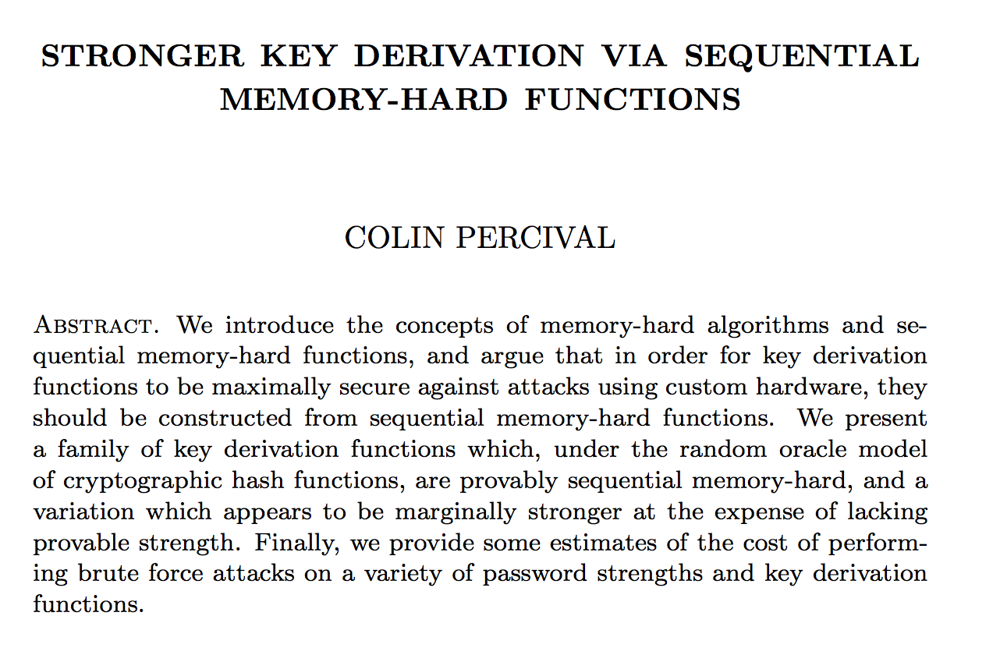 STRONGER KEY DERIVATION VIA SEQUENTIAL
MEMORY-HARD FUNCTIONS
COLIN PERCIVAL
ABSTRACT. We introduce the concepts of memory-hard algorithms and se-
quential memory-hard functions, and argue that in order for key derivation
functions to be maximally secure against attacks using custom hardware, they
should be constructed from sequential memory-hard functions. We present
a family of key derivation functions which, under the random oracle model
of cryptographic hash functions, are provably sequential memory-hard, and a
variation which appears to be marginally stronger at the expense of lacking
provable strength. Finally, we provide some estimates of the cost of perform-
ing brute force attacks on a variety of password strengths and key derivation
functions.